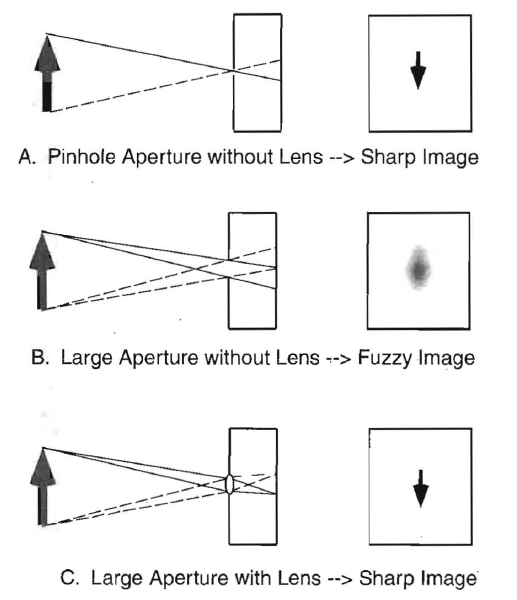 A. Pinhole Aperture without Lens --> Sharp Image
B. Large Aperture without Lens --> Fuzzy Image
C. Large Aperture with Lens --> Sharp Image